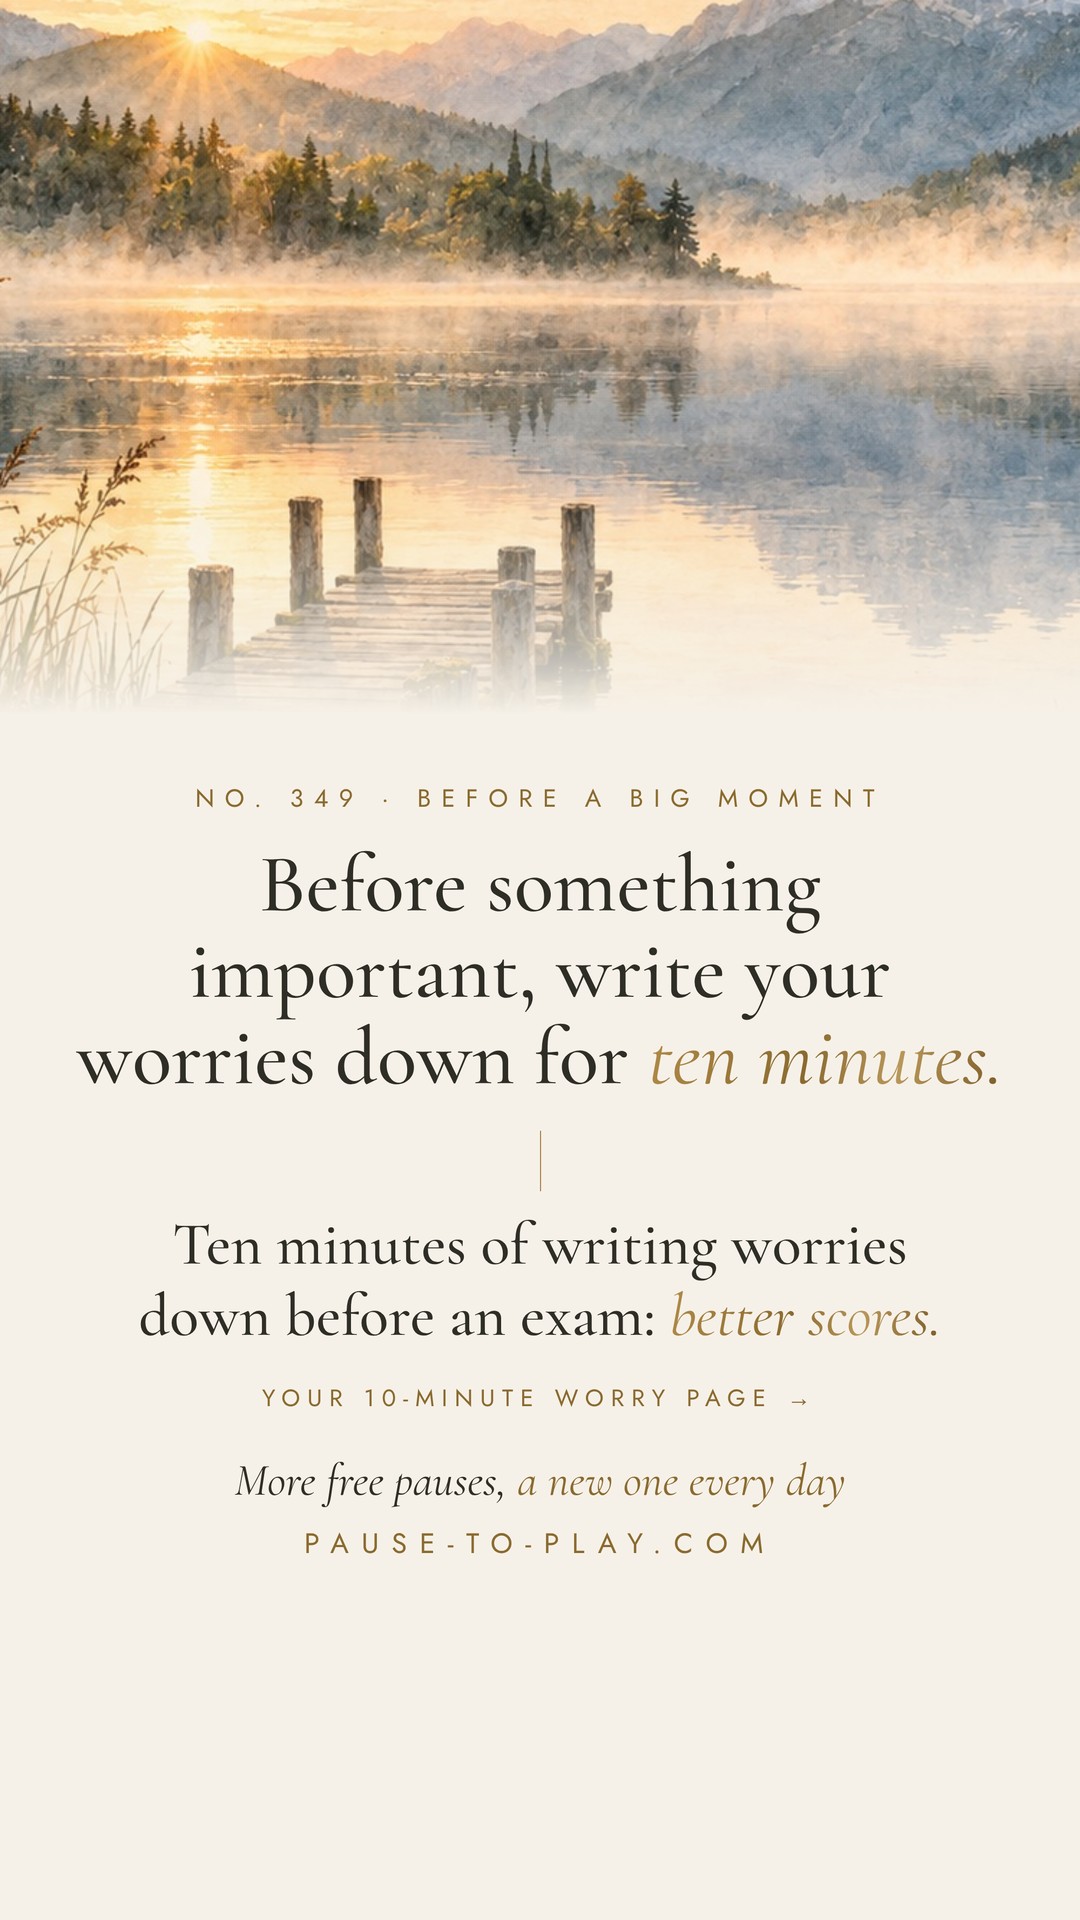 NO. 349 · BEFORE A BIG MOMENT
Before something
important, write your
worries down for ten minutes.
Ten minutes of writing worries
down before an exam: better scores.
YOUR 10-MINUTE WORRY PAGE →
More free pauses, a new one every day
PAUSE-TO-PLAY.COM